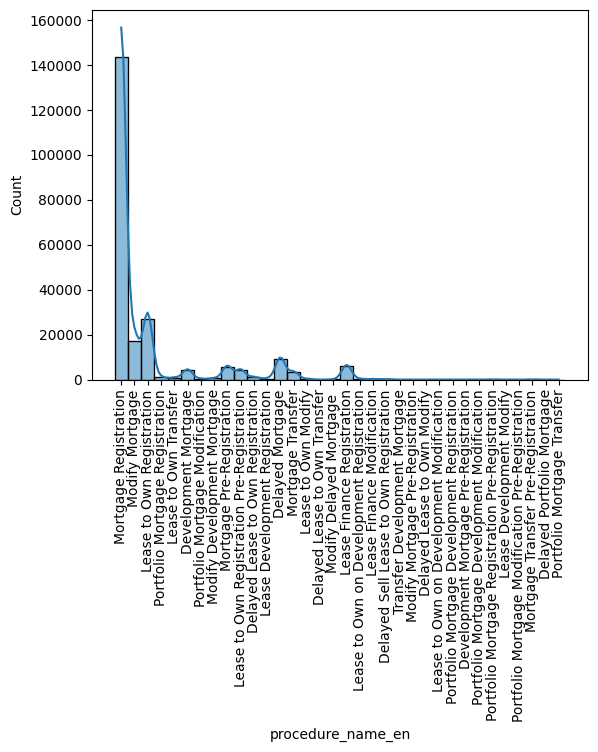 160000
140000
120000
100000
80000
60000
40000
20000
0
Count
Mortgage Registration
Modify Mortgage
Lease to Own Registration
Portfolio Mortgage Registration
Lease to Own Transfer
Development Mortgage
Portfolio Mortgage Modification
Modify Development Mortgage
Mortgage Pre-Registration
Lease to Own Registration Pre-Registration
Delayed Lease to Own Registration
Lease Development Registration
Delayed Mortgage
Mortgage Transfer
Lease to Own Modify
Delayed Lease to Own Transfer
Modify Delayed Mortgage
Lease Finance Registration
Lease to Own on Development Registration
Lease Finance Modification
Delayed Sell Lease to Own Registration
Transfer Development Mortgage
Modify Mortgage Pre-Registration
Delayed Lease to Own Modify
Lease to Own on Development Modification
Portfolio Mortgage Development Registration
Development Mortgage Pre-Registration
Portfolio Mortgage Development Modification
Portfolio Mortgage Registration Pre-Registration
Lease Development Modify
Portfolio Mortgage Modification Pre-Registration
Mortgage Transfer Pre-Registration
Delayed Portfolio Mortgage
Portfolio Mortgage Transfer
procedure_name_en